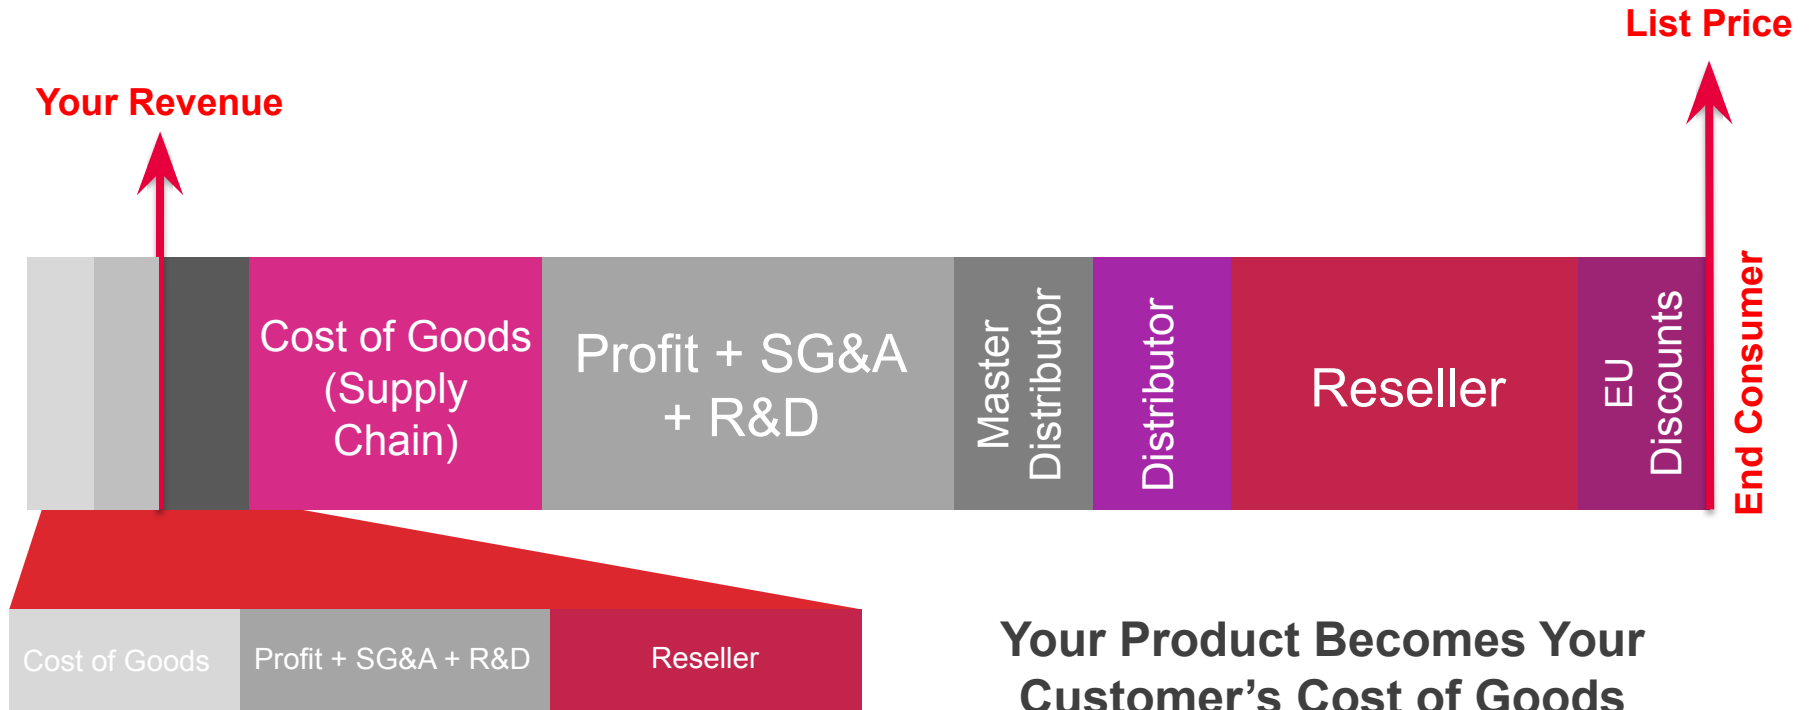 List Price
Your Revenue
Cost of Goods
(Supply
Chain)
Profit + SG&A
+ R&D
Master
Distributor
Distributor
Reseller
EU
Discounts
End Consumer
Cost of Goods
Profit + SG&A + R&D
Reseller
Your Product Becomes Your
Customer’s Cost of Goods